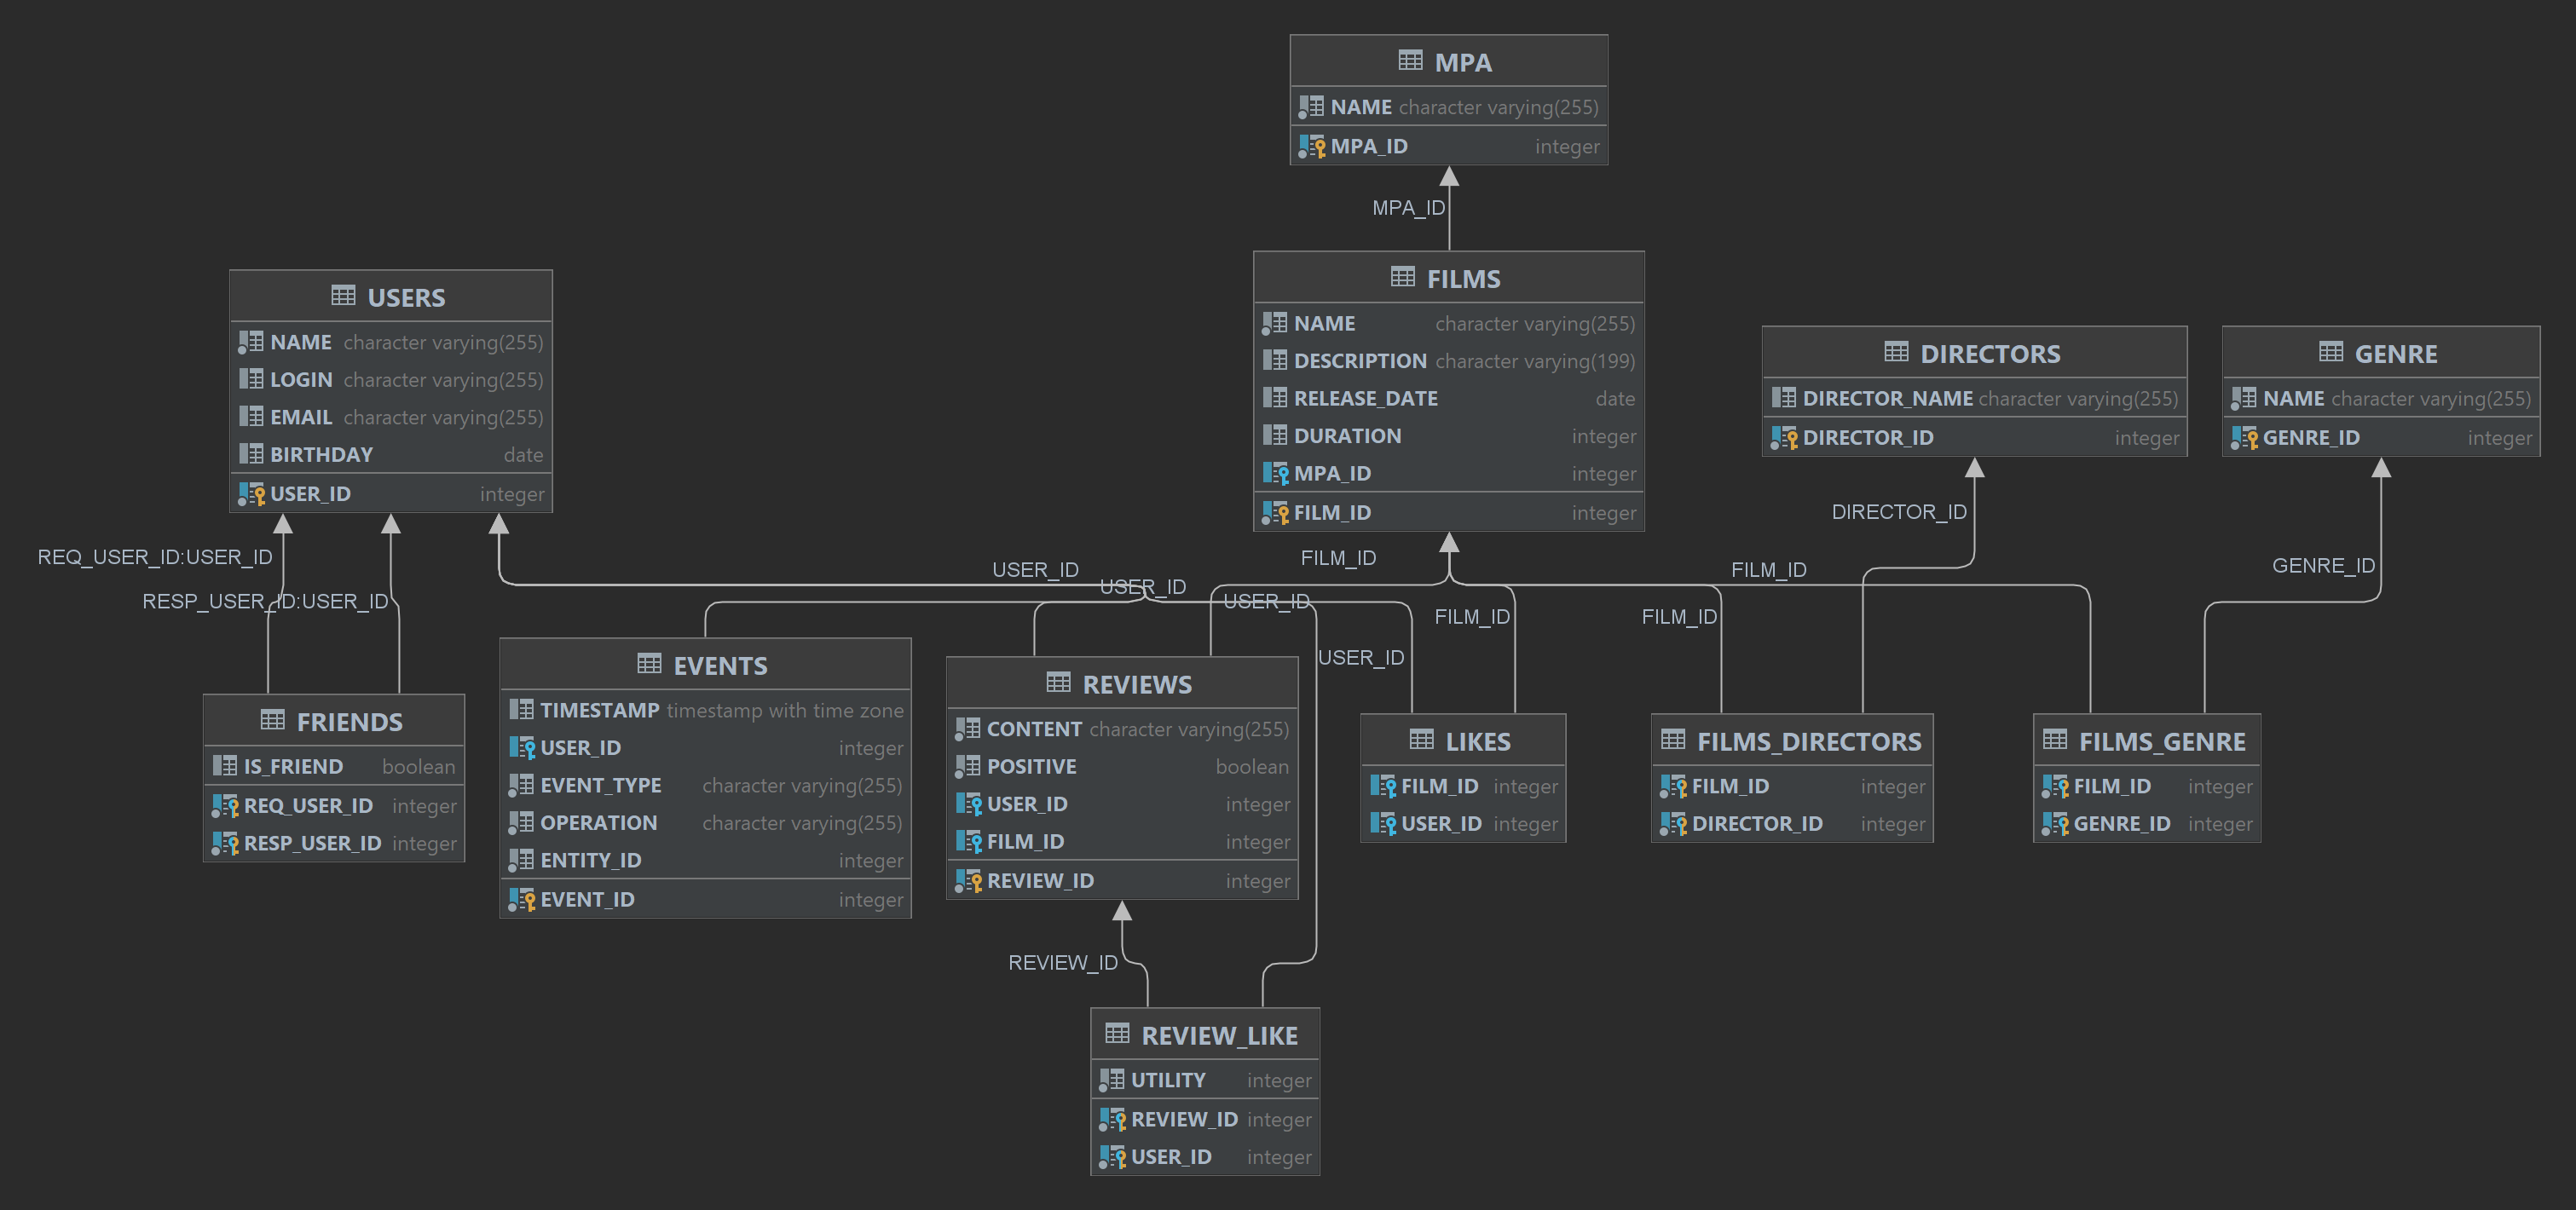 MPA
NAME character varying(255)
MPA_ID integer
MPA_ID
FILMS
NAME character varying(255)
DESCRIPTION character varying(199)
RELEASE_DATE date
DURATION integer
MPA_ID integer
FILM_ID integer
USERS
NAME character varying(255)
LOGIN character varying(255)
EMAIL character varying(255)
BIRTHDAY date
USER_ID integer
DIRECTORS
DIRECTOR_NAME character varying(255)
DIRECTOR_ID integer
GENRE
NAME character varying(255)
GENRE_ID integer
REQ_USER_ID:USER_ID
RESP_USER_ID:USER_ID
USER_ID
USER_ID
USER_ID
USER_ID
FILM_ID
FILM_ID
FILM_ID
FILM_ID
DIRECTOR_ID
GENRE_ID
FRIENDS
IS_FRIEND boolean
REQ_USER_ID integer
RESP_USER_ID integer
EVENTS
TIMESTAMP timestamp with time zone
USER_ID integer
EVENT_TYPE character varying(255)
OPERATION character varying(255)
ENTITY_ID integer
EVENT_ID integer
REVIEWS
CONTENT character varying(255)
POSITIVE boolean
USER_ID integer
FILM_ID integer
REVIEW_ID integer
LIKES
FILM_ID integer
USER_ID integer
FILMS_DIRECTORS
FILM_ID integer
DIRECTOR_ID integer
FILMS_GENRE
FILM_ID integer
GENRE_ID integer
REVIEW_ID
REVIEW_LIKE
UTILITY integer
REVIEW_ID integer
USER_ID integer